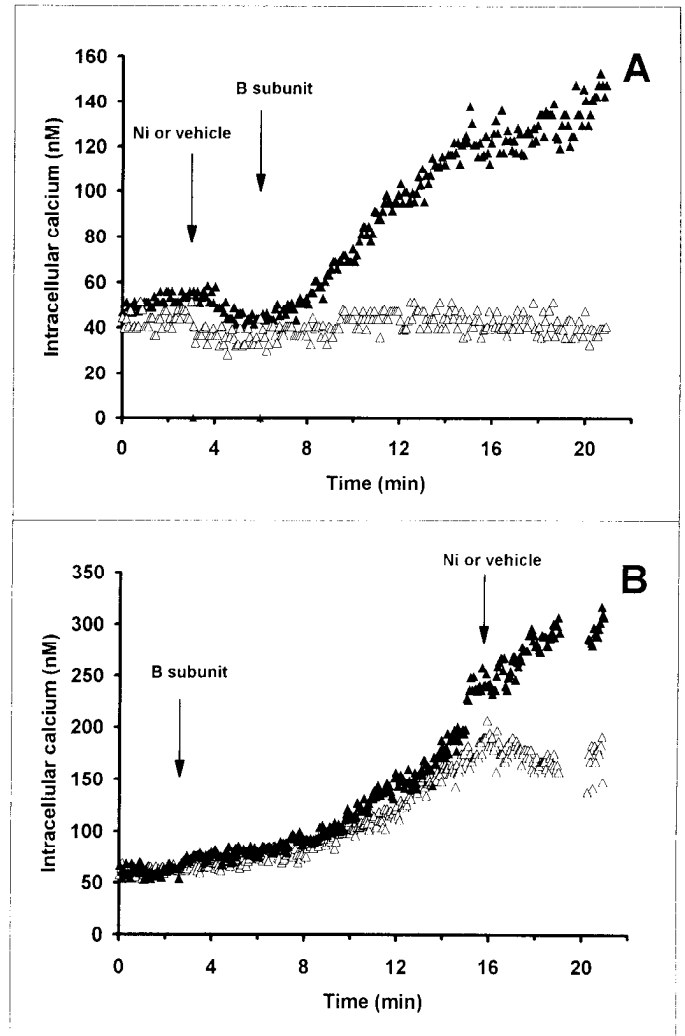 A
160
140
120
100
80
60
40
20
0
Intracellular calcium (nM)
Ni or vehicle
B subunit
0 4 8 12 16 20
Time (min)
B
350
300
250
200
150
100
50
0
Intracellular calcium (nM)
B subunit
Ni or vehicle
0 4 8 12 16 20
Time (min)